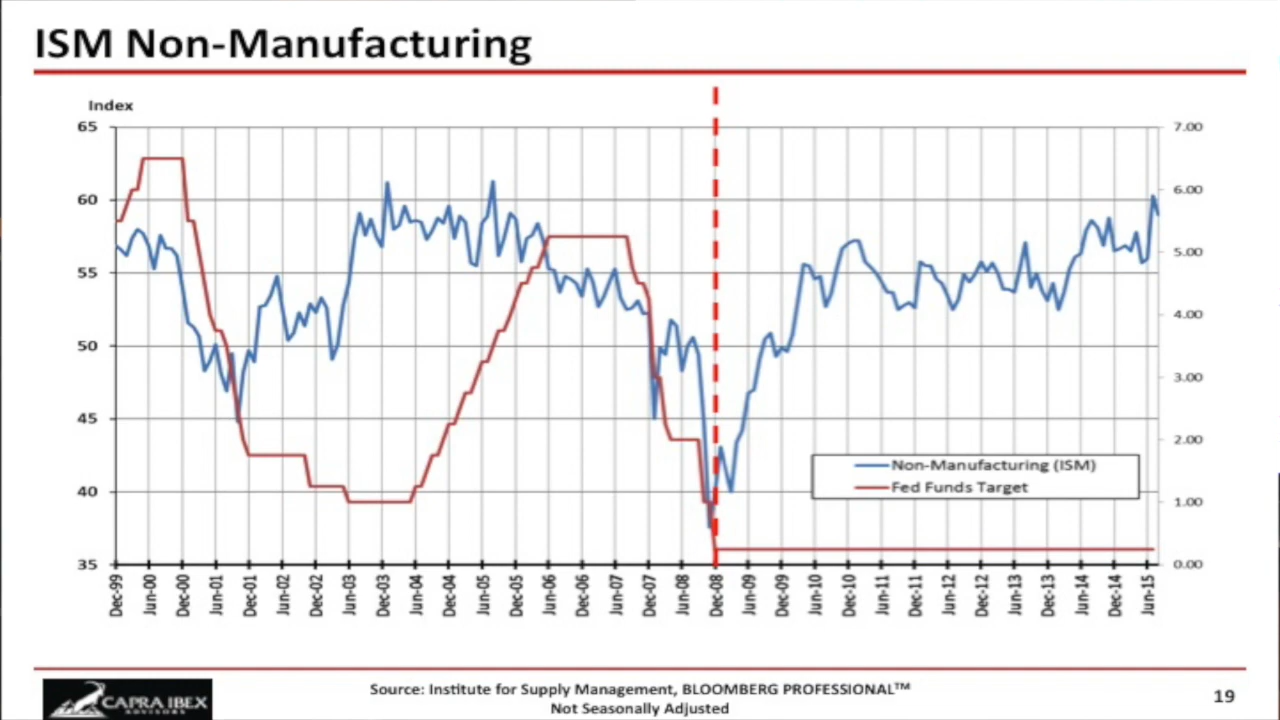 ISM Non-Manufacturing
Index
65
60
55
50
45
40
35
7.00
6.00
5.00
4.00
3.00
2.00
1.00
0.00
Non-Manufacturing (ISM)
Fed Funds Target
Dec-99
Jun-00
Dec-00
Jun-01
Dec-01
Jun-02
Dec-02
Jun-03
Dec-03
Jun-04
Dec-04
Jun-05
Dec-05
Jun-06
Dec-06
Jun-07
Dec-07
Jun-08
Dec-08
Jun-09
Dec-09
Jun-10
Dec-10
Jun-11
Dec-11
Jun-12
Dec-12
Jun-13
Dec-13
Jun-14
Dec-14
Jun-15
CAPRA IBEX
ADVISORS
Source: Institute for Supply Management, BLOOMBERG PROFESSIONAL™
Not Seasonally Adjusted
19